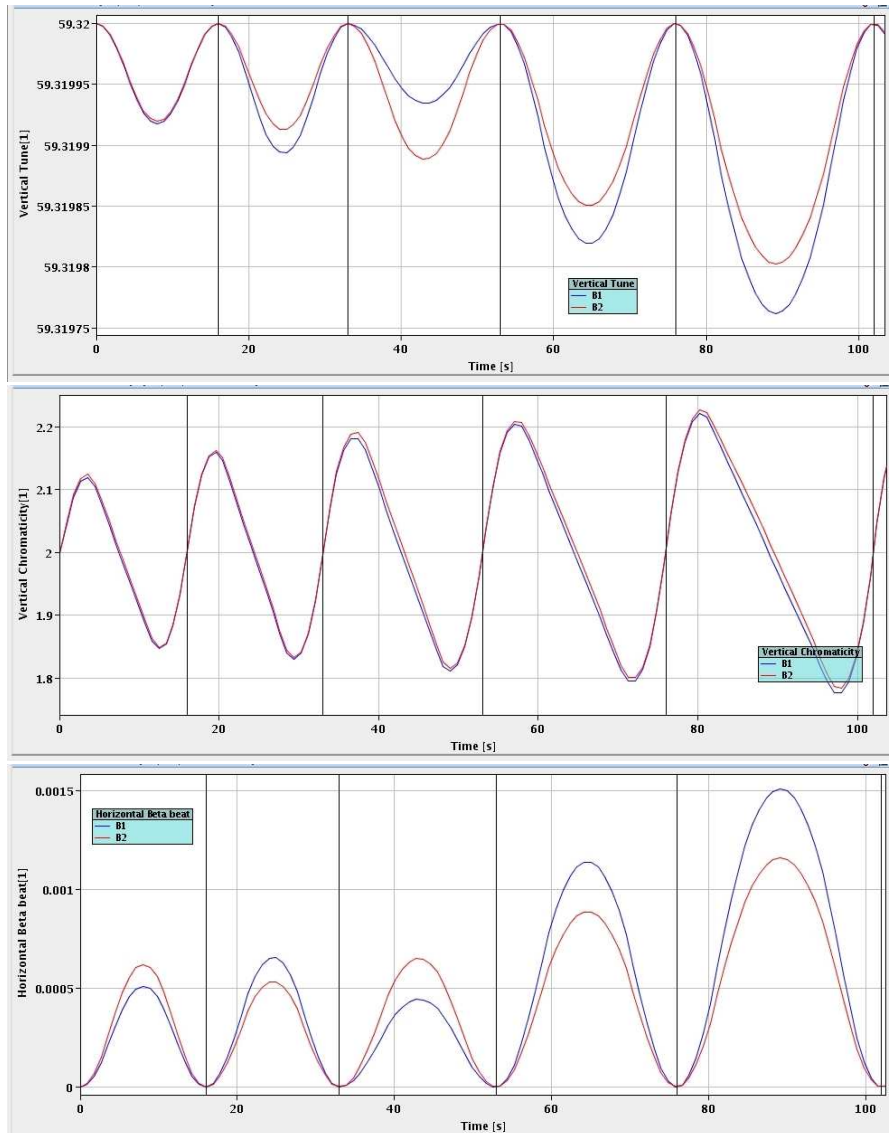 59.32
59.31995
59.3199
59.31985
59.3198
59.31975
Vertical Tune[1]
Vertical Tune
B1
B2
0 20 40 60 80 100
Time [s]
2.2
2.1
2
1.9
1.8
Vertical Chromaticity[1]
Vertical Chromaticity
B1
B2
0 20 40 60 80 100
Time [s]
0.0015
0.001
0.0005
0
Horizontal Beta beat[1]
Horizontal Beta beat
B1
B2
0 20 40 60 80 100
Time [s]